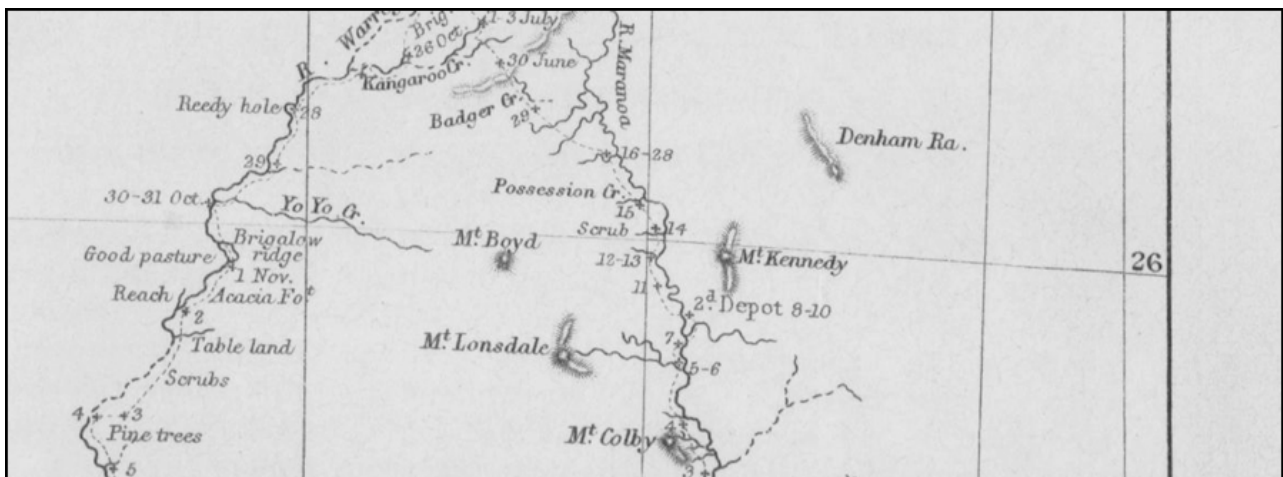 Warri
Brig.
1-3 July
26 Oct.
R. Maranoa
30 June
R.
Kangaroo Cr.
Reedy hole
28
Badger Cr.
29
Denham Ra.
16-28
29
Possession Cr.
30-31 Oct.
15
Yo Yo Cr.
Scrub
14
Brigalow
ridge
Mt. Boyd
Good pasture
12-13
Mt. Kennedy
26
1 Nov.
11
Reach
Acacia Fot.
2d. Depot 8-10
2
Table land
Mt. Lonsdale
7
5-6
Scrubs
4
3
Pine trees
Mt. Colby
4
5
3